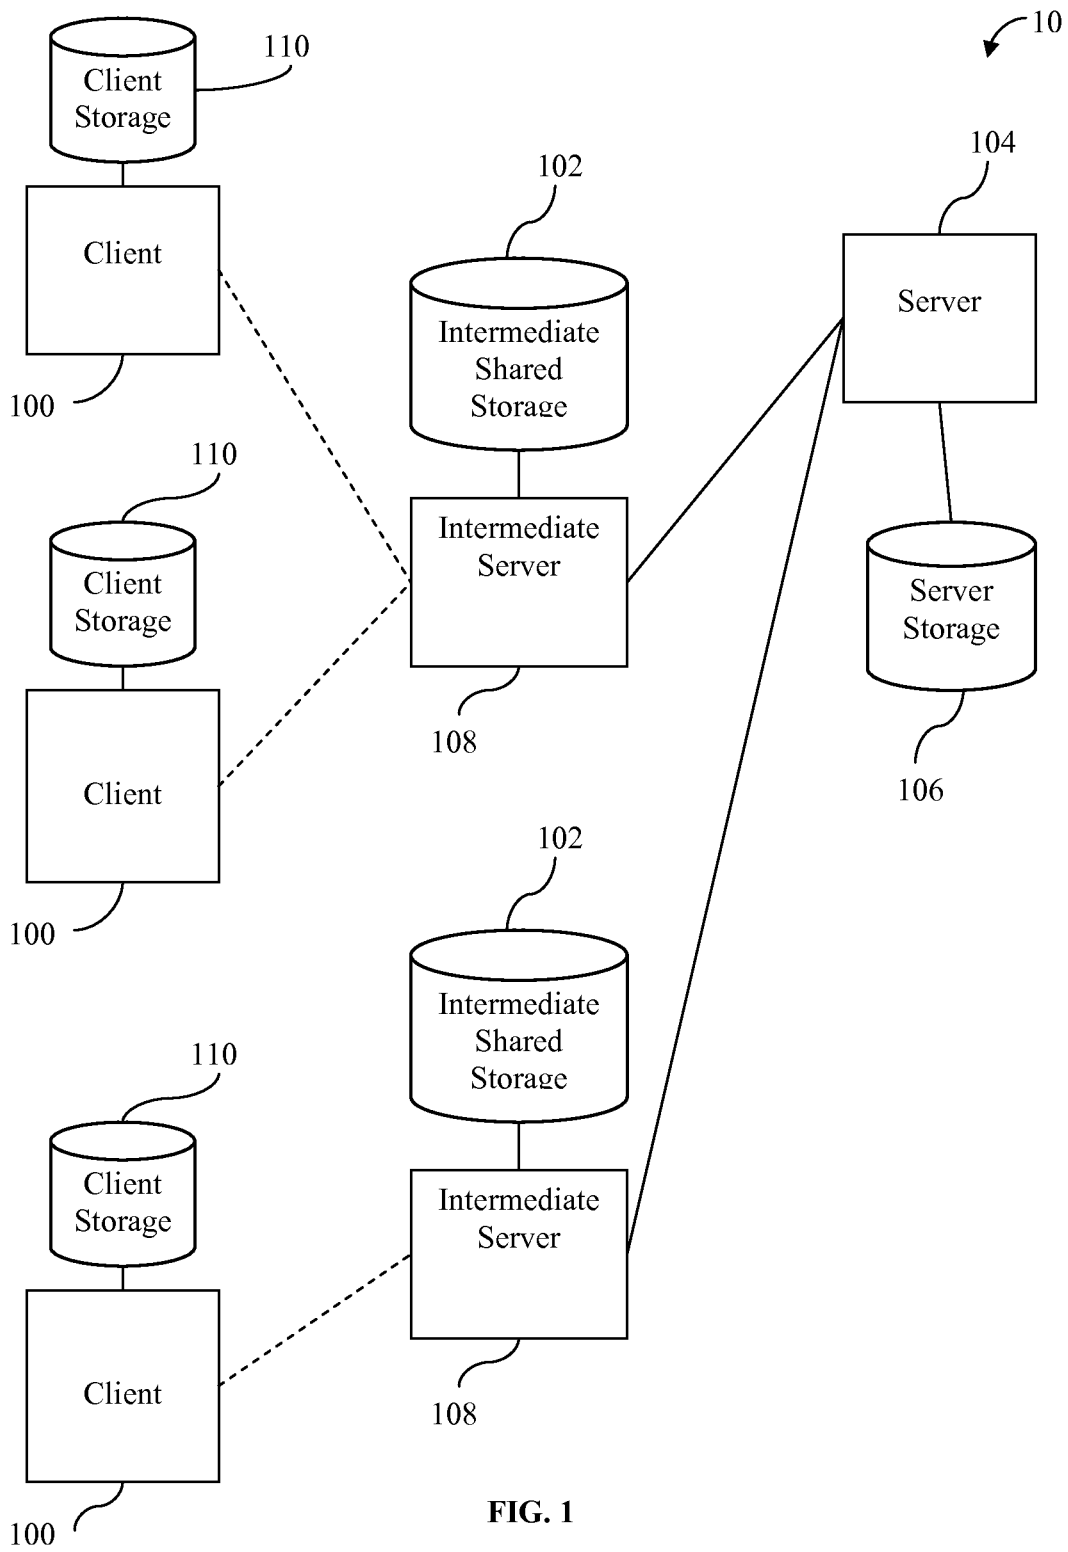 10
110
Client
Storage
Client
100
102
Intermediate
Shared
Storage
Intermediate
Server
108
104
Server
Server
Storage
106
110
Client
Storage
Client
100
102
Intermediate
Shared
Storage
Intermediate
Server
108
110
Client
Storage
Client
100
FIG. 1